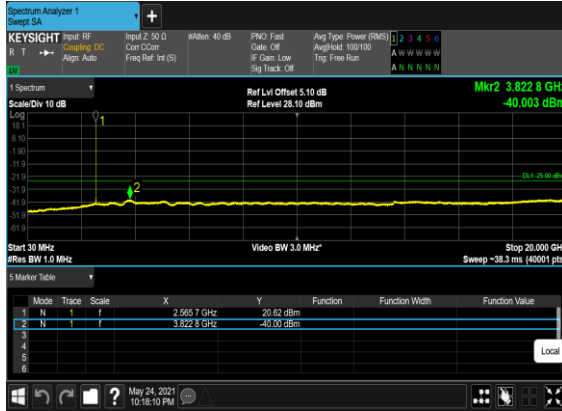 Spectrum Analyzer 1
Swept SA
+
KEYSIGHT Input: RF Input Z: 50 Ω #Atten: 40 dB PNO: Fast Avg Type: Power (RMS) 1 2 3 4 5 6
R T Coupling: DC Corr CCorr Gate: Off Avg|Hold: 100/100 A W W W W W
Align: Auto Freq Ref: Int (S) IF Gain: Low Trig: Free Run
LXI Sig Track: Off A N N N N N
1 Spectrum Ref Lvl Offset 5.10 dB Mkr2 3.822 8 GHz
Scale/Div 10 dB Ref Level 28.10 dBm -40.003 dBm
Log
18.1
8.10
-1.90
-11.9
-21.9
-31.9
-41.9
-51.9
-61.9
1
2
DL1 -25.00 dBm
Start 30 MHz Video BW 3.0 MHz* Stop 20.000 GHz
#Res BW 1.0 MHz Sweep ~38.3 ms (40001 pts)
5 Marker Table
Mode Trace Scale X Y Function Function Width Function Value
1 N 1 f 2.565 7 GHz 20.62 dBm
2 N 1 f 3.822 8 GHz -40.00 dBm
3
4
5
6
Local
? May 24, 2021
10:18:10 PM